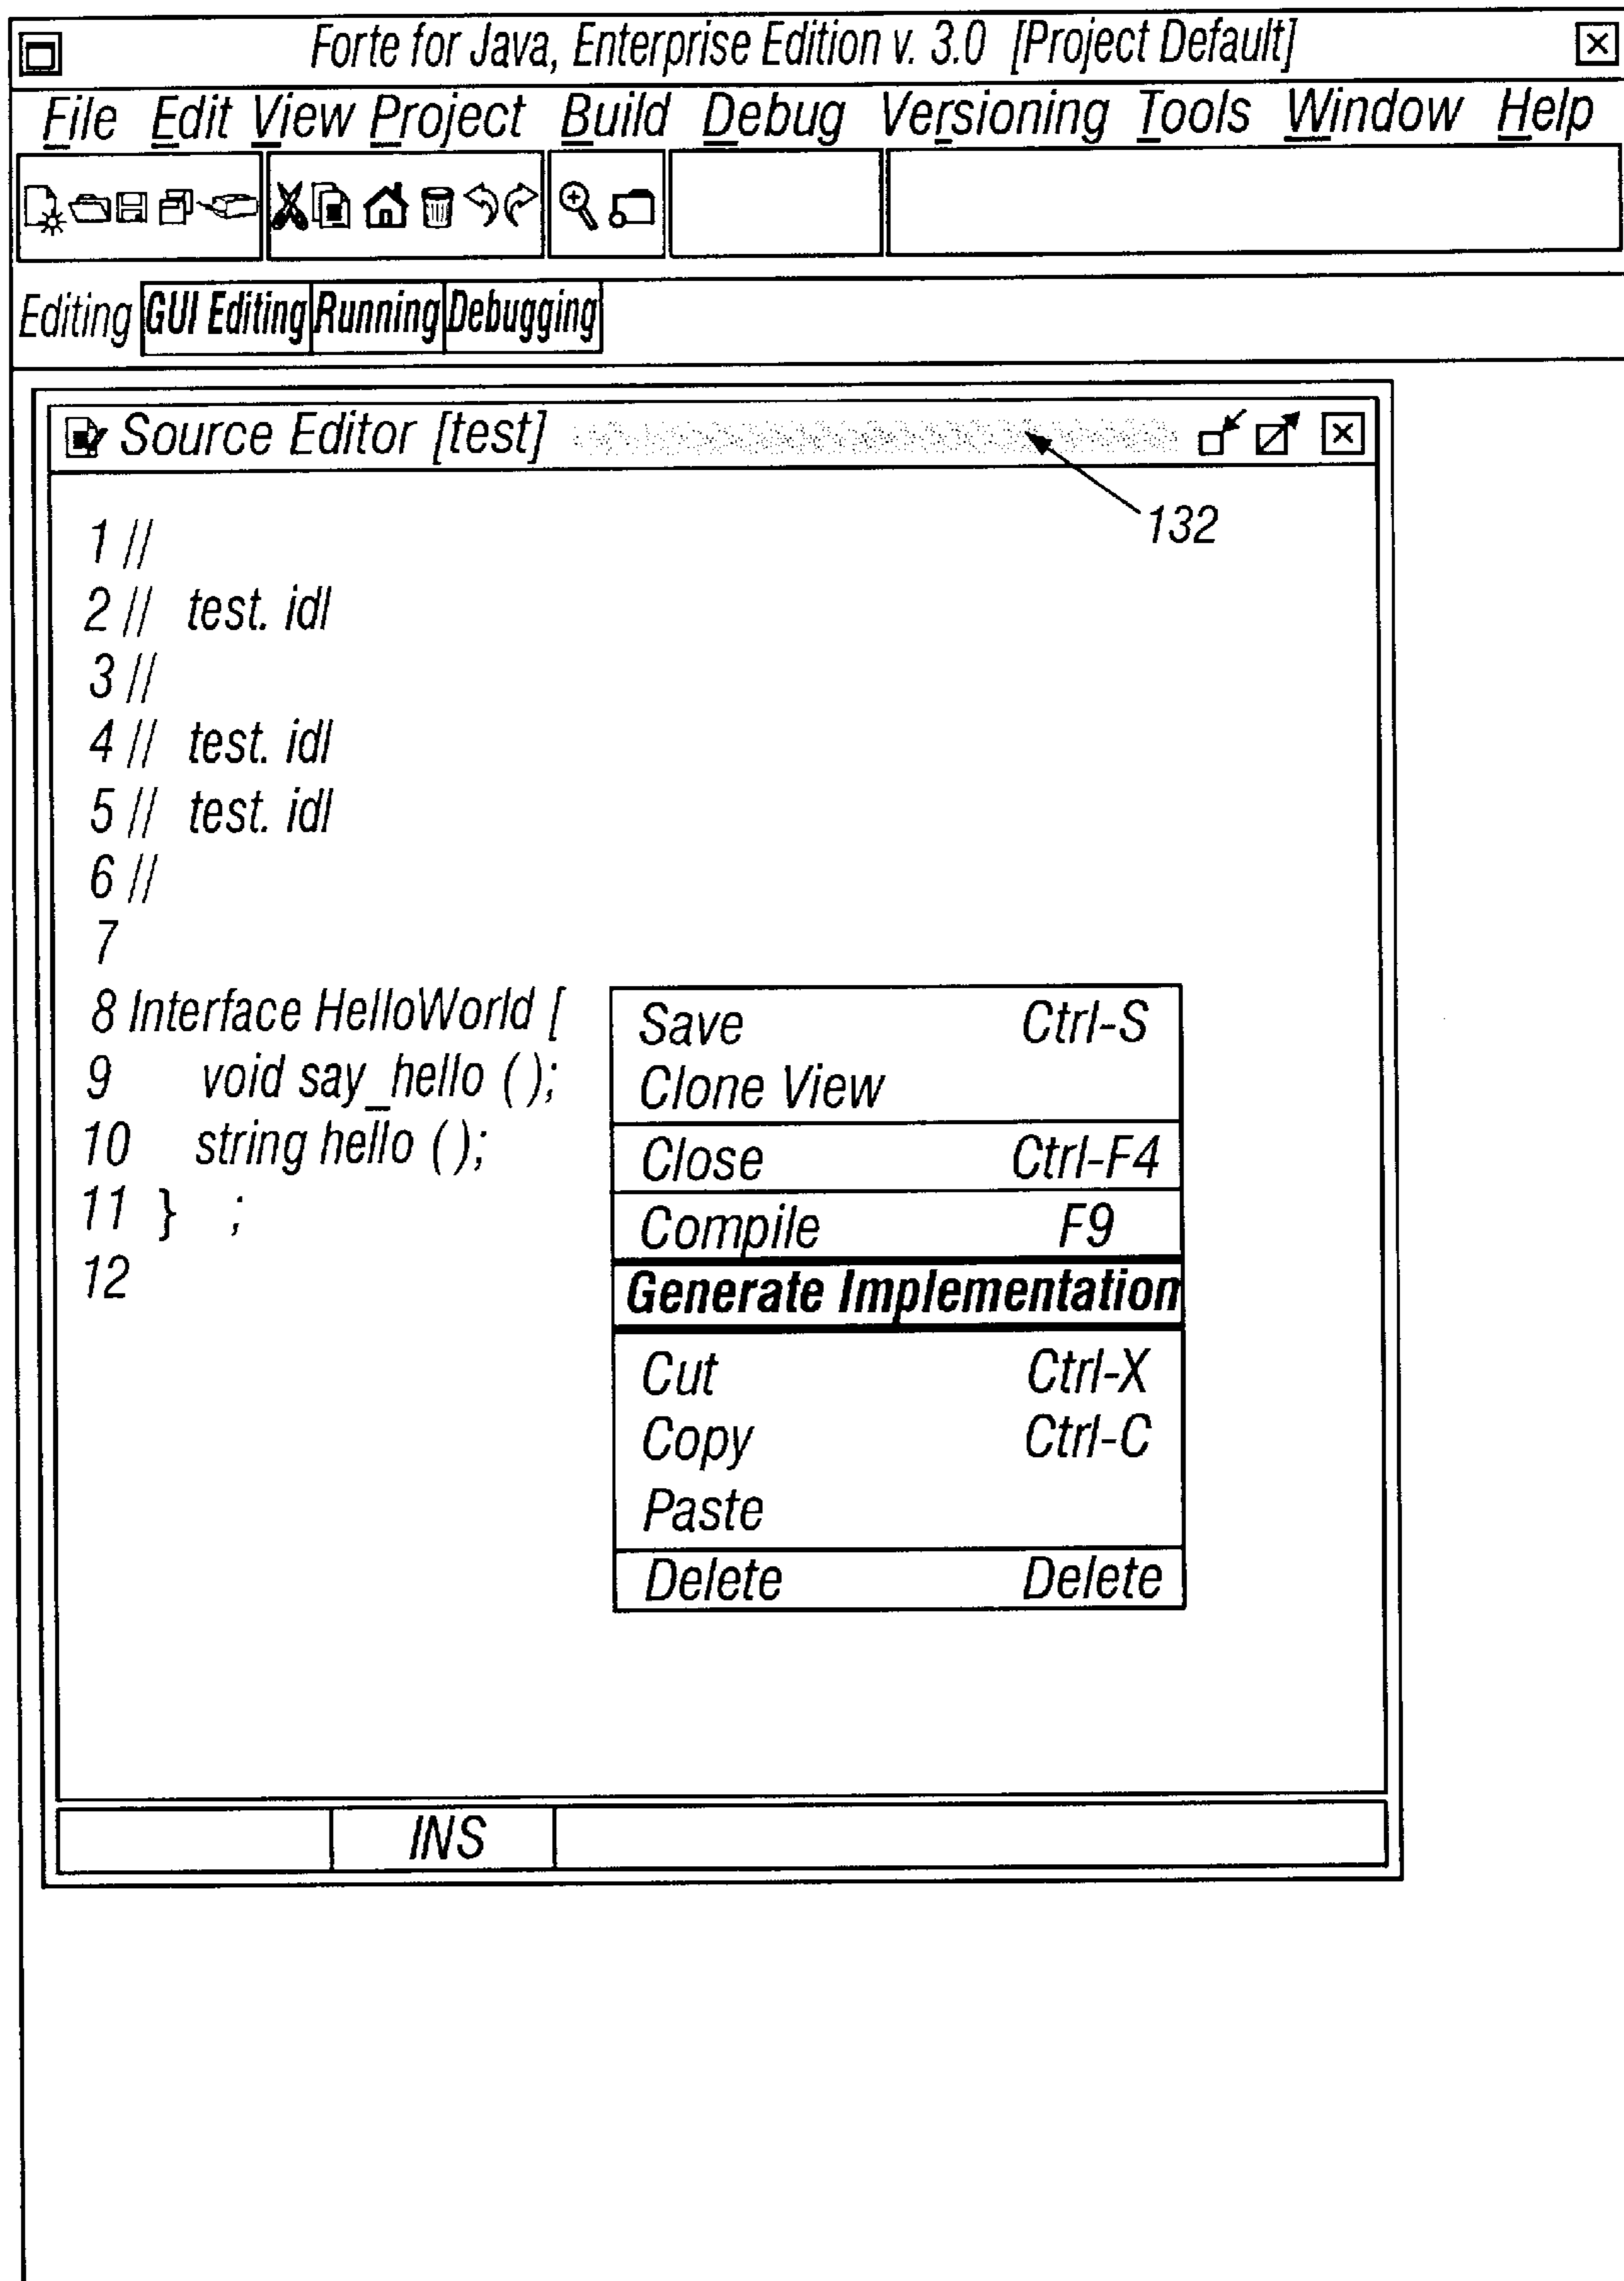 Forte for Java, Enterprise Edition v. 3.0 [Project Default]
File Edit View Project Build Debug Versioning Tools Window Help
Editing GUI Editing Running Debugging
Source Editor [test]
132
1 //
2 // test. idl
3 //
4 // test. idl
5 // test. idl
6 //
7
8 Interface HelloWorld [
9 void say_hello ( );
10 string hello ( );
11 } ;
12
Save Ctrl-S
Clone View
Close Ctrl-F4
Compile F9
Generate Implementation
Cut Ctrl-X
Copy Ctrl-C
Paste
Delete Delete
INS